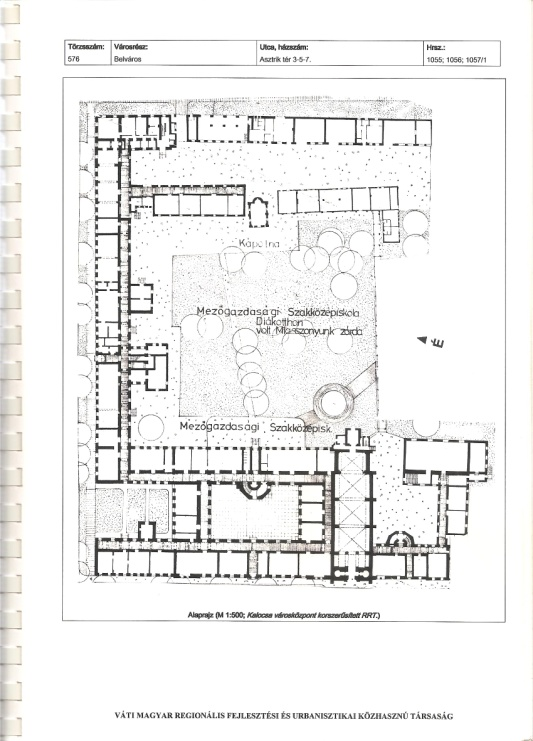 Törzsszám: Városrész: Utca, házszám: Hrsz.:
576 Belváros Asztrik tér 3-5-7. 1055; 1056; 1057/1
Kápolna
Mezőgazdasági Szakközépiskola
Diákotthon
volt Miasszonyunk zárda
É
Mezőgazdasági Szakközépisk.
Alaprajz (M 1:500; Kalocsa városközpont korszerűsített RRT.)
VÁTI MAGYAR REGIONÁLIS FEJLESZTÉSI ÉS URBANISZTIKAI KÖZHASZNÚ TÁRSASÁG